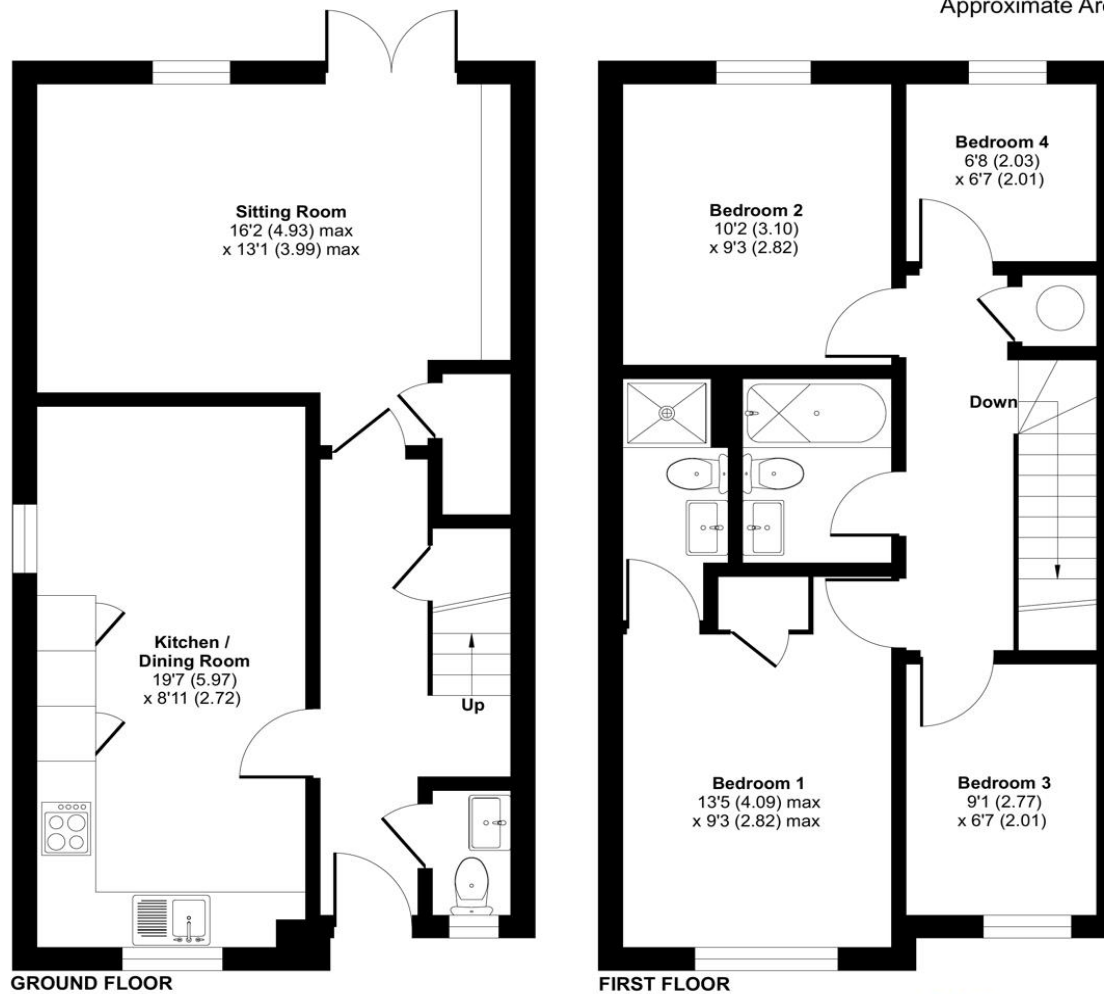 Approximate Are
Sitting Room
16'2 (4.93) max
x 13'1 (3.99) max
Kitchen /
Dining Room
19'7 (5.97)
x 8'11 (2.72)
Up
GROUND FLOOR
Bedroom 2
10'2 (3.10)
x 9'3 (2.82)
Bedroom 4
6'8 (2.03)
x 6'7 (2.01)
Down
Bedroom 1
13'5 (4.09) max
x 9'3 (2.82) max
Bedroom 3
9'1 (2.77)
x 6'7 (2.01)
FIRST FLOOR